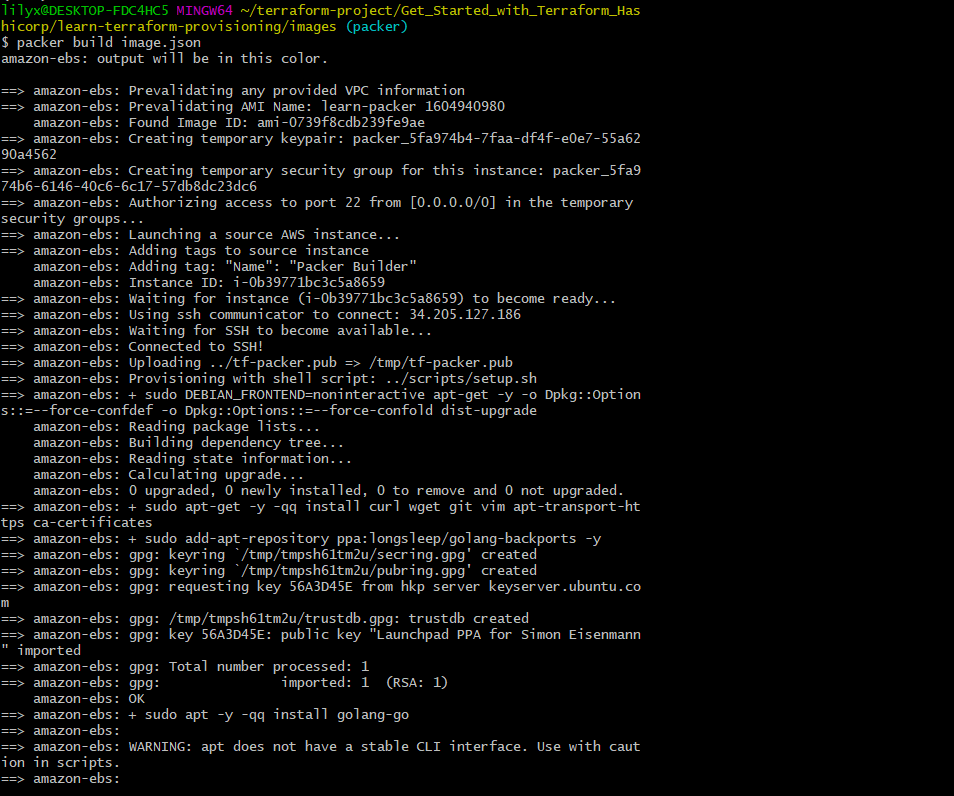 lilyx@DESKTOP-FDC4HC5 MINGW64 ~/terraform-project/Get_Started_with_Terraform_Has
hicorp/learn-terraform-provisioning/images (packer)
$ packer build image.json
amazon-ebs: output will be in this color.

==> amazon-ebs: Prevalidating any provided VPC information
==> amazon-ebs: Prevalidating AMI Name: learn-packer 1604940980
    amazon-ebs: Found Image ID: ami-0739f8cdb239fe9ae
==> amazon-ebs: Creating temporary keypair: packer_5fa974b4-7faa-df4f-e0e7-55a62
90a4562
==> amazon-ebs: Creating temporary security group for this instance: packer_5fa9
74b6-6146-40c6-6c17-57db8dc23dc6
==> amazon-ebs: Authorizing access to port 22 from [0.0.0.0/0] in the temporary
security groups...
==> amazon-ebs: Launching a source AWS instance...
==> amazon-ebs: Adding tags to source instance
    amazon-ebs: Adding tag: "Name": "Packer Builder"
    amazon-ebs: Instance ID: i-0b39771bc3c5a8659
==> amazon-ebs: Waiting for instance (i-0b39771bc3c5a8659) to become ready...
==> amazon-ebs: Using ssh communicator to connect: 34.205.127.186
==> amazon-ebs: Waiting for SSH to become available...
==> amazon-ebs: Connected to SSH!
==> amazon-ebs: Uploading ../tf-packer.pub => /tmp/tf-packer.pub
==> amazon-ebs: Provisioning with shell script: ../scripts/setup.sh
==> amazon-ebs: + sudo DEBIAN_FRONTEND=noninteractive apt-get -y -o Dpkg::Option
s::=--force-confdef -o Dpkg::Options::=--force-confold dist-upgrade
    amazon-ebs: Reading package lists...
    amazon-ebs: Building dependency tree...
    amazon-ebs: Reading state information...
    amazon-ebs: Calculating upgrade...
    amazon-ebs: 0 upgraded, 0 newly installed, 0 to remove and 0 not upgraded.
==> amazon-ebs: + sudo apt-get -y -qq install curl wget git vim apt-transport-ht
tps ca-certificates
==> amazon-ebs: + sudo add-apt-repository ppa:longsleep/golang-backports -y
==> amazon-ebs: gpg: keyring `/tmp/tmpsh61tm2u/secring.gpg' created
==> amazon-ebs: gpg: keyring `/tmp/tmpsh61tm2u/pubring.gpg' created
==> amazon-ebs: gpg: requesting key 56A3D45E from hkp server keyserver.ubuntu.co
m
==> amazon-ebs: gpg: /tmp/tmpsh61tm2u/trustdb.gpg: trustdb created
==> amazon-ebs: gpg: key 56A3D45E: public key "Launchpad PPA for Simon Eisenmann
" imported
==> amazon-ebs: gpg: Total number processed: 1
==> amazon-ebs: gpg:               imported: 1  (RSA: 1)
    amazon-ebs: OK
==> amazon-ebs: + sudo apt -y -qq install golang-go
==> amazon-ebs:
==> amazon-ebs: WARNING: apt does not have a stable CLI interface. Use with caut
ion in scripts.
==> amazon-ebs: